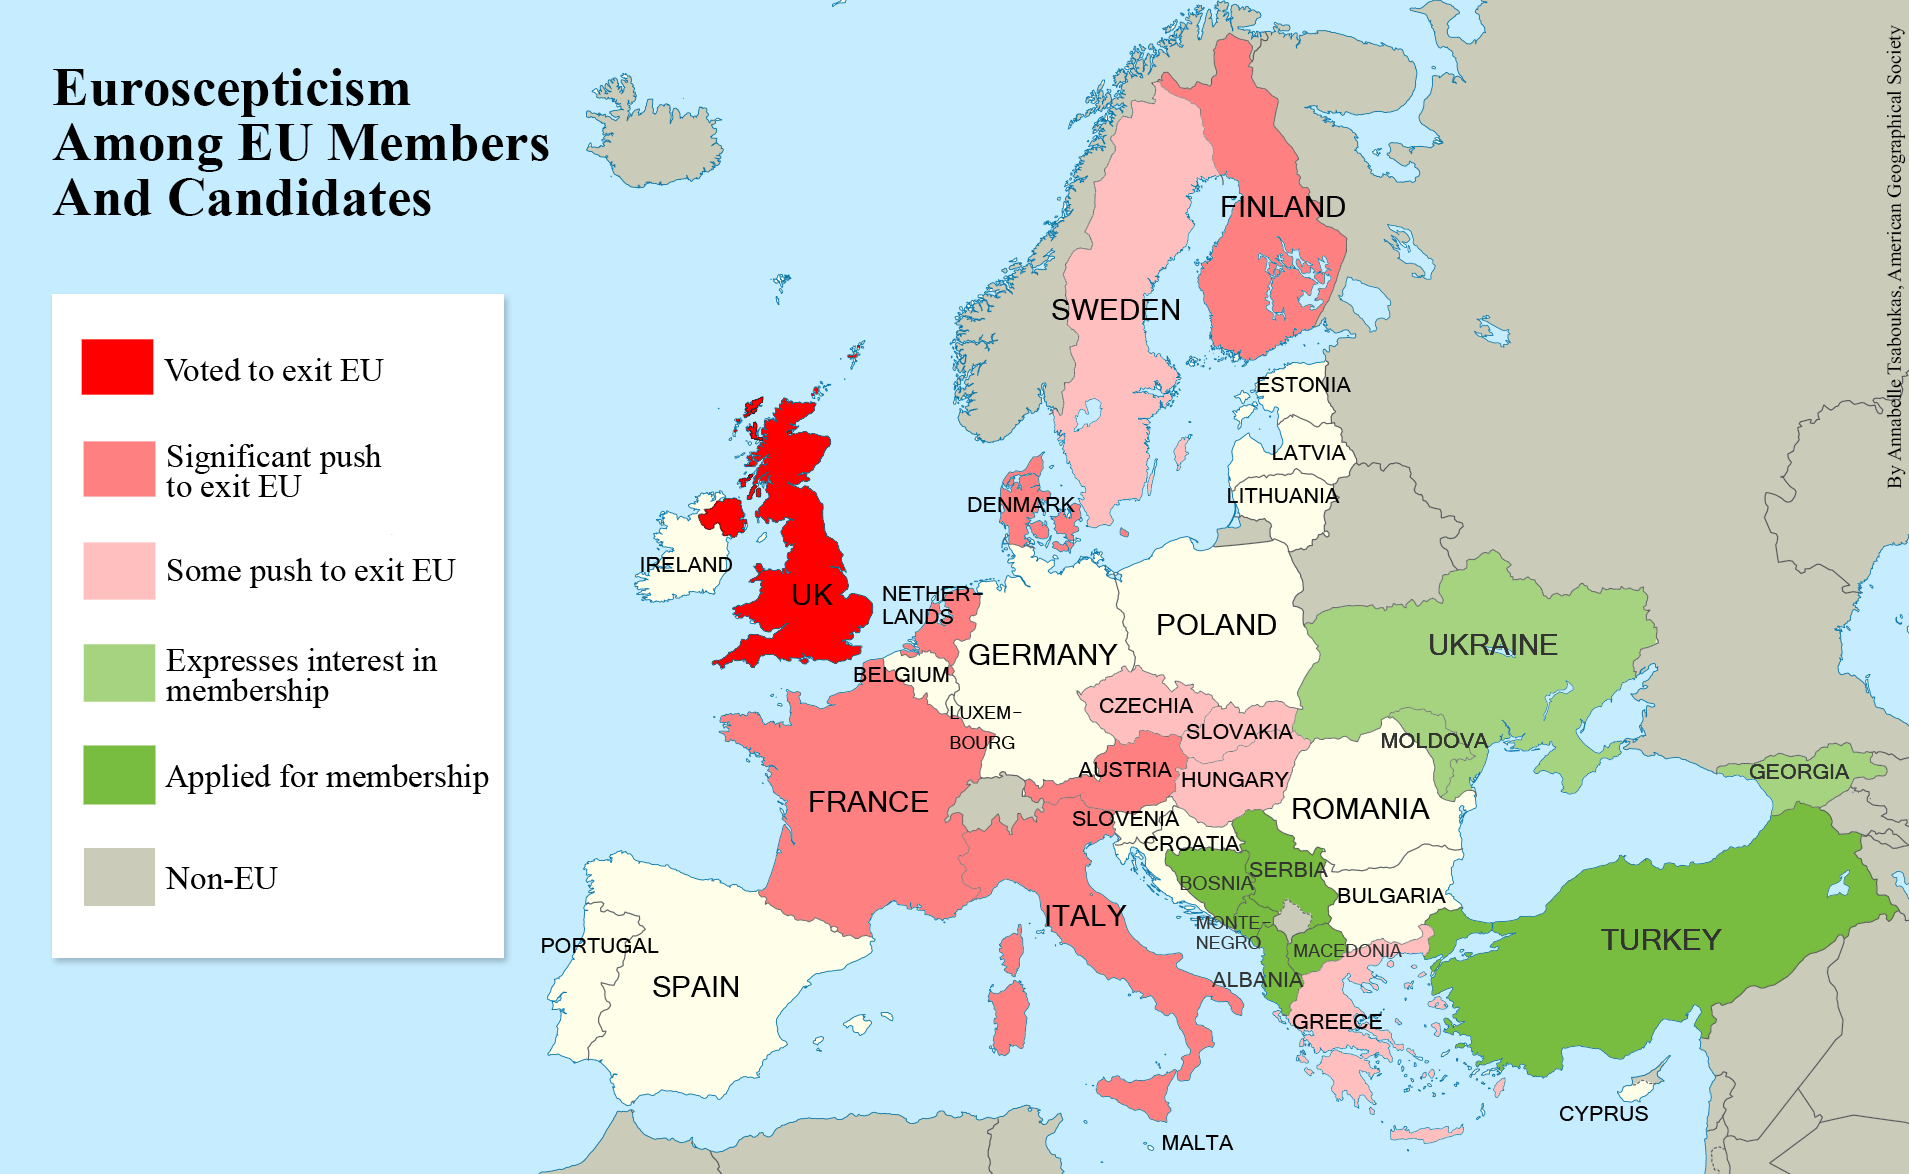 Euroscepticism
Among EU Members
And Candidates
Voted to exit EU
Significant push
to exit EU
Some push to exit EU
Expresses interest in
membership
Applied for membership
Non-EU
By Annabelle Tsaboukas, American Geographical Society
FINLAND
SWEDEN
ESTONIA
LATVIA
LITHUANIA
DENMARK
IRELAND
UK
NETHER-
LANDS
POLAND
GERMANY
UKRAINE
BELGIUM
LUXEM-
BOURG
CZECHIA
SLOVAKIA
MOLDOVA
AUSTRIA
HUNGARY
GEORGIA
FRANCE
ROMANIA
SLOVENIA
CROATIA
SERBIA
BOSNIA
BULGARIA
ITALY
MONTE-
NEGRO
MACEDONIA
TURKEY
PORTUGAL
SPAIN
ALBANIA
GREECE
CYPRUS
MALTA